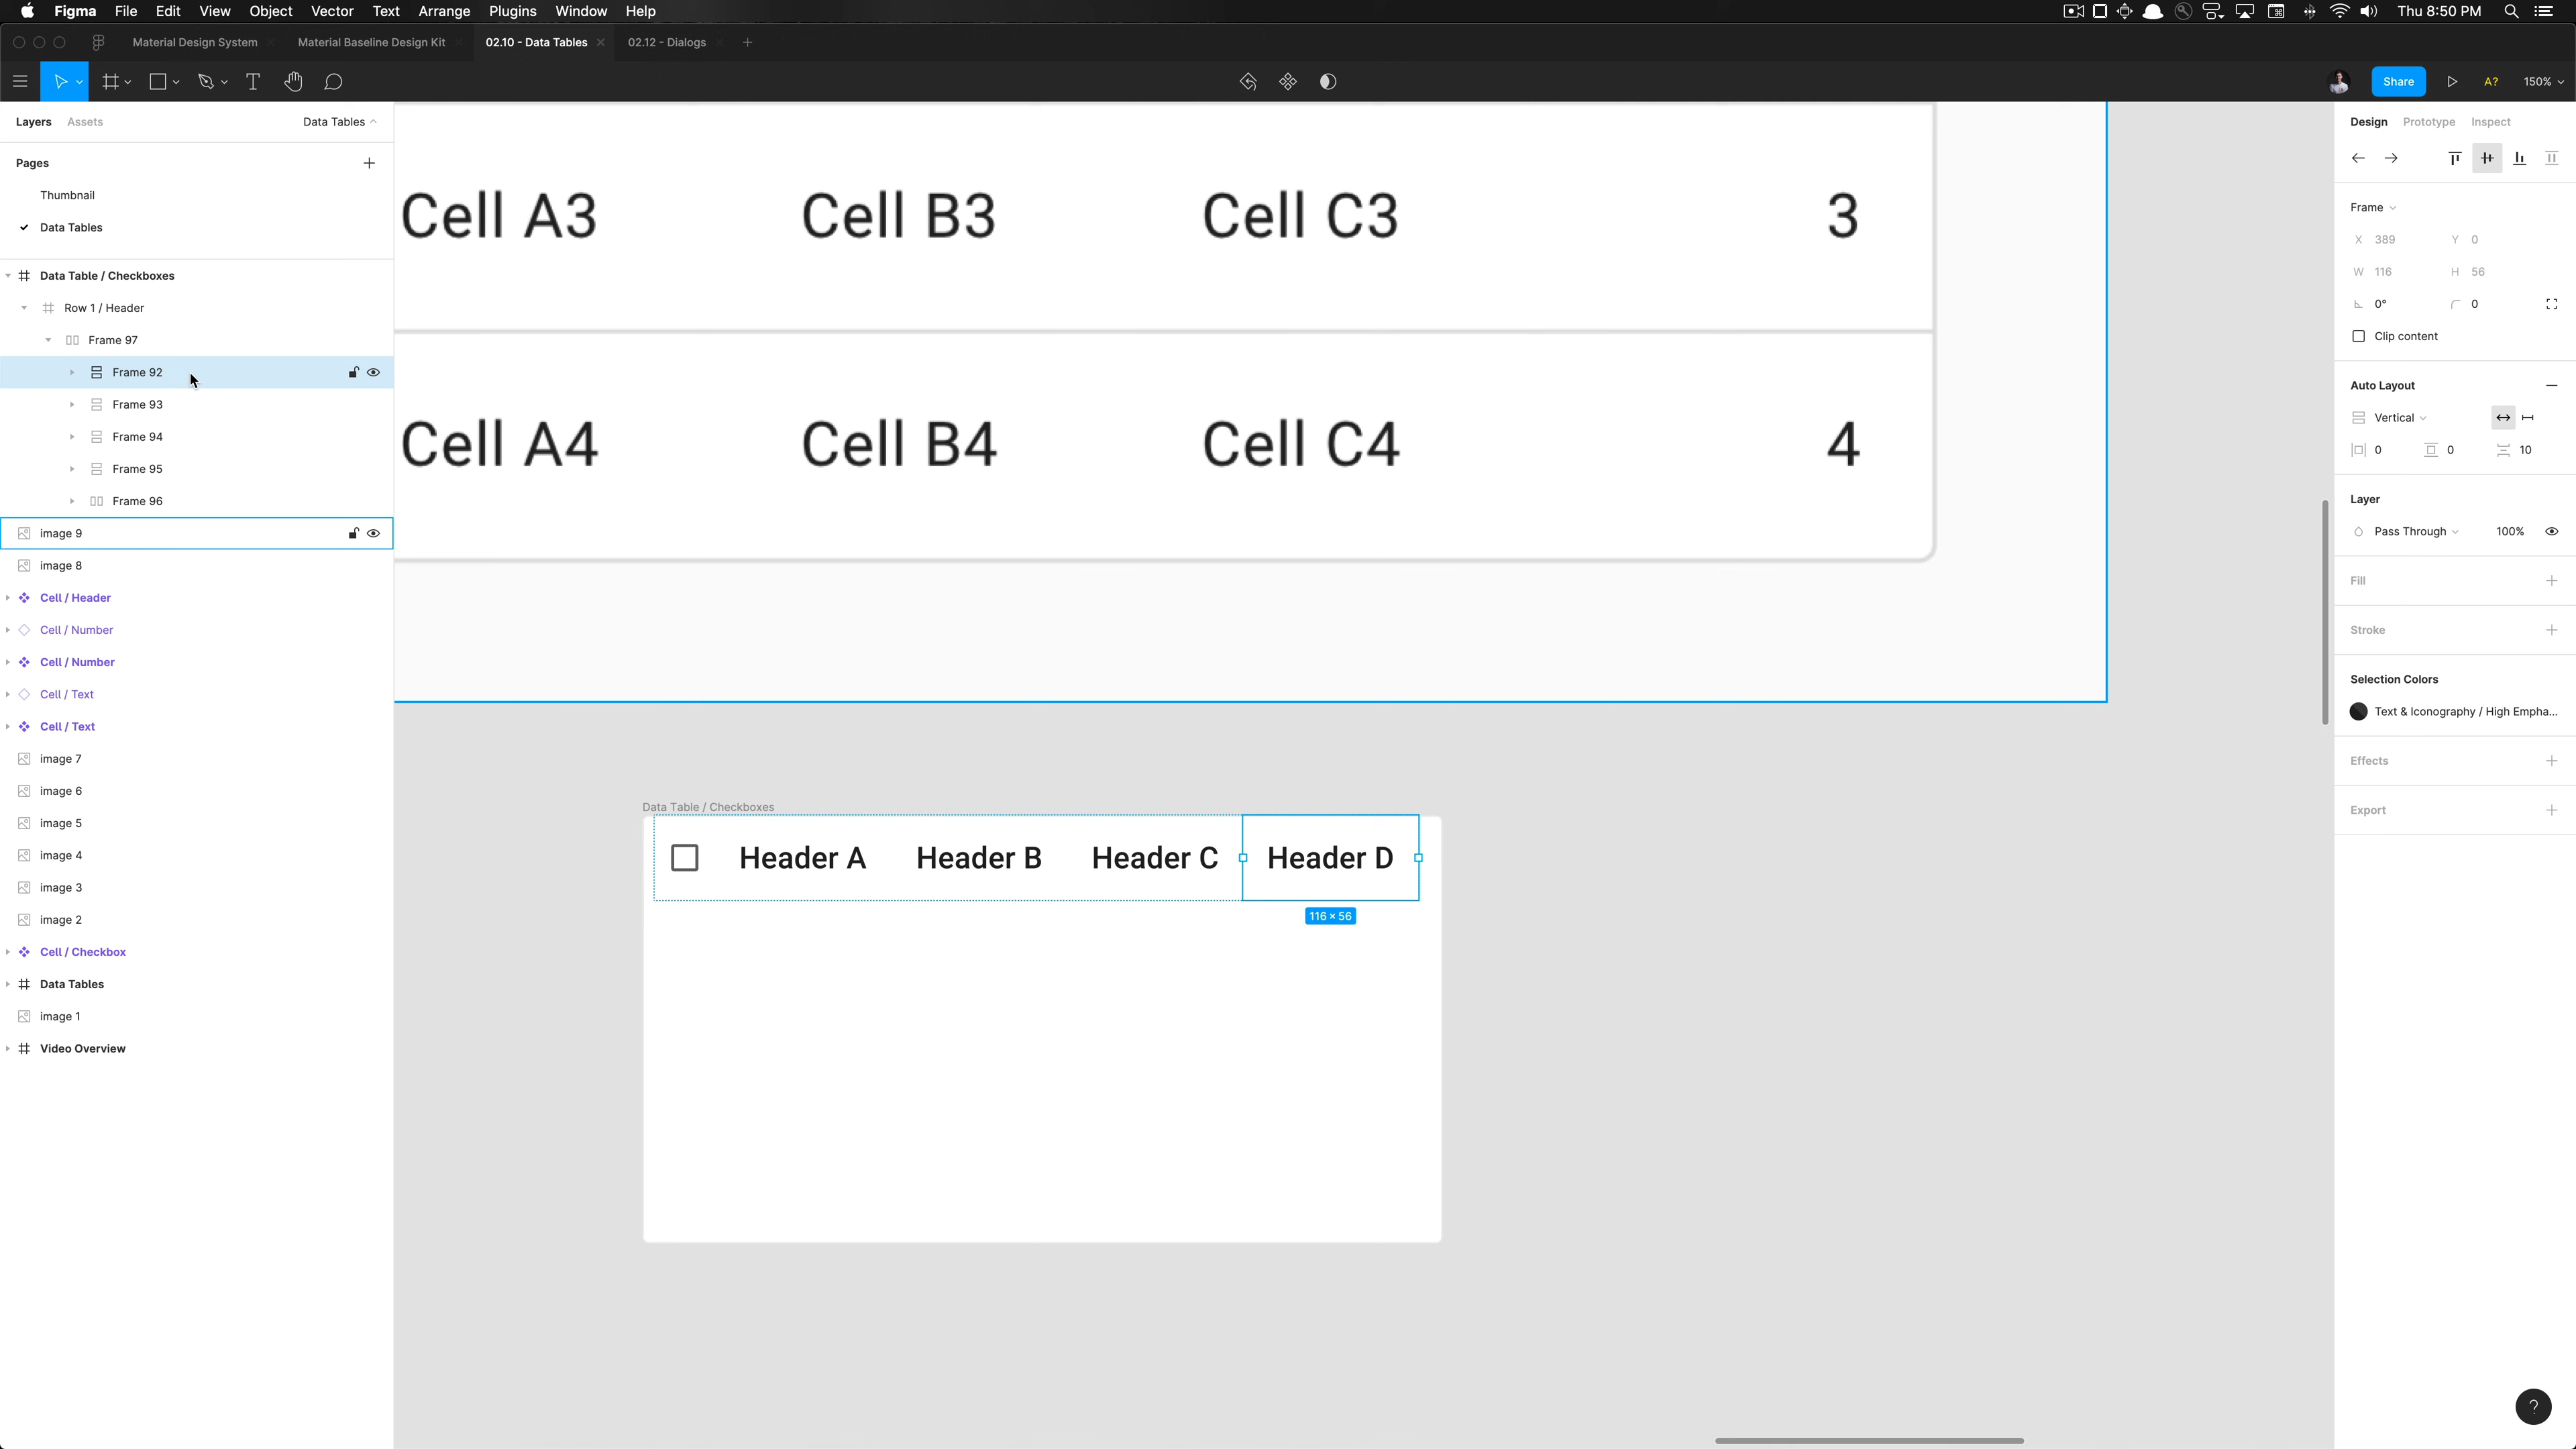 Figma File Edit View Object Vector Text Arrange Plugins Window Help Thu 8:50 PM
Material Design System Material Baseline Design Kit 02.10 - Data Tables 02.12 - Dialogs
Share A? 150%
Layers Assets Data Tables
Pages
Thumbnail
Data Tables
Data Table / Checkboxes
Row 1 / Header
Frame 97
Frame 92
Frame 93
Frame 94
Frame 95
Frame 96
image 9
image 8
Cell / Header
Cell / Number
Cell / Number
Cell / Text
Cell / Text
image 7
image 6
image 5
image 4
image 3
image 2
Cell / Checkbox
Data Tables
image 1
Video Overview
Cell A3 Cell B3 Cell C3 3
Cell A4 Cell B4 Cell C4 4
Data Table / Checkboxes
Header A Header B Header C Header D
116 × 56
Design Prototype Inspect
Frame
X 389 Y 0
W 116 H 56
0° 0
Clip content
Auto Layout
Vertical
0 0 10
Layer
Pass Through 100%
Fill
Stroke
Selection Colors
Text & Iconography / High Empha...
Effects
Export
?